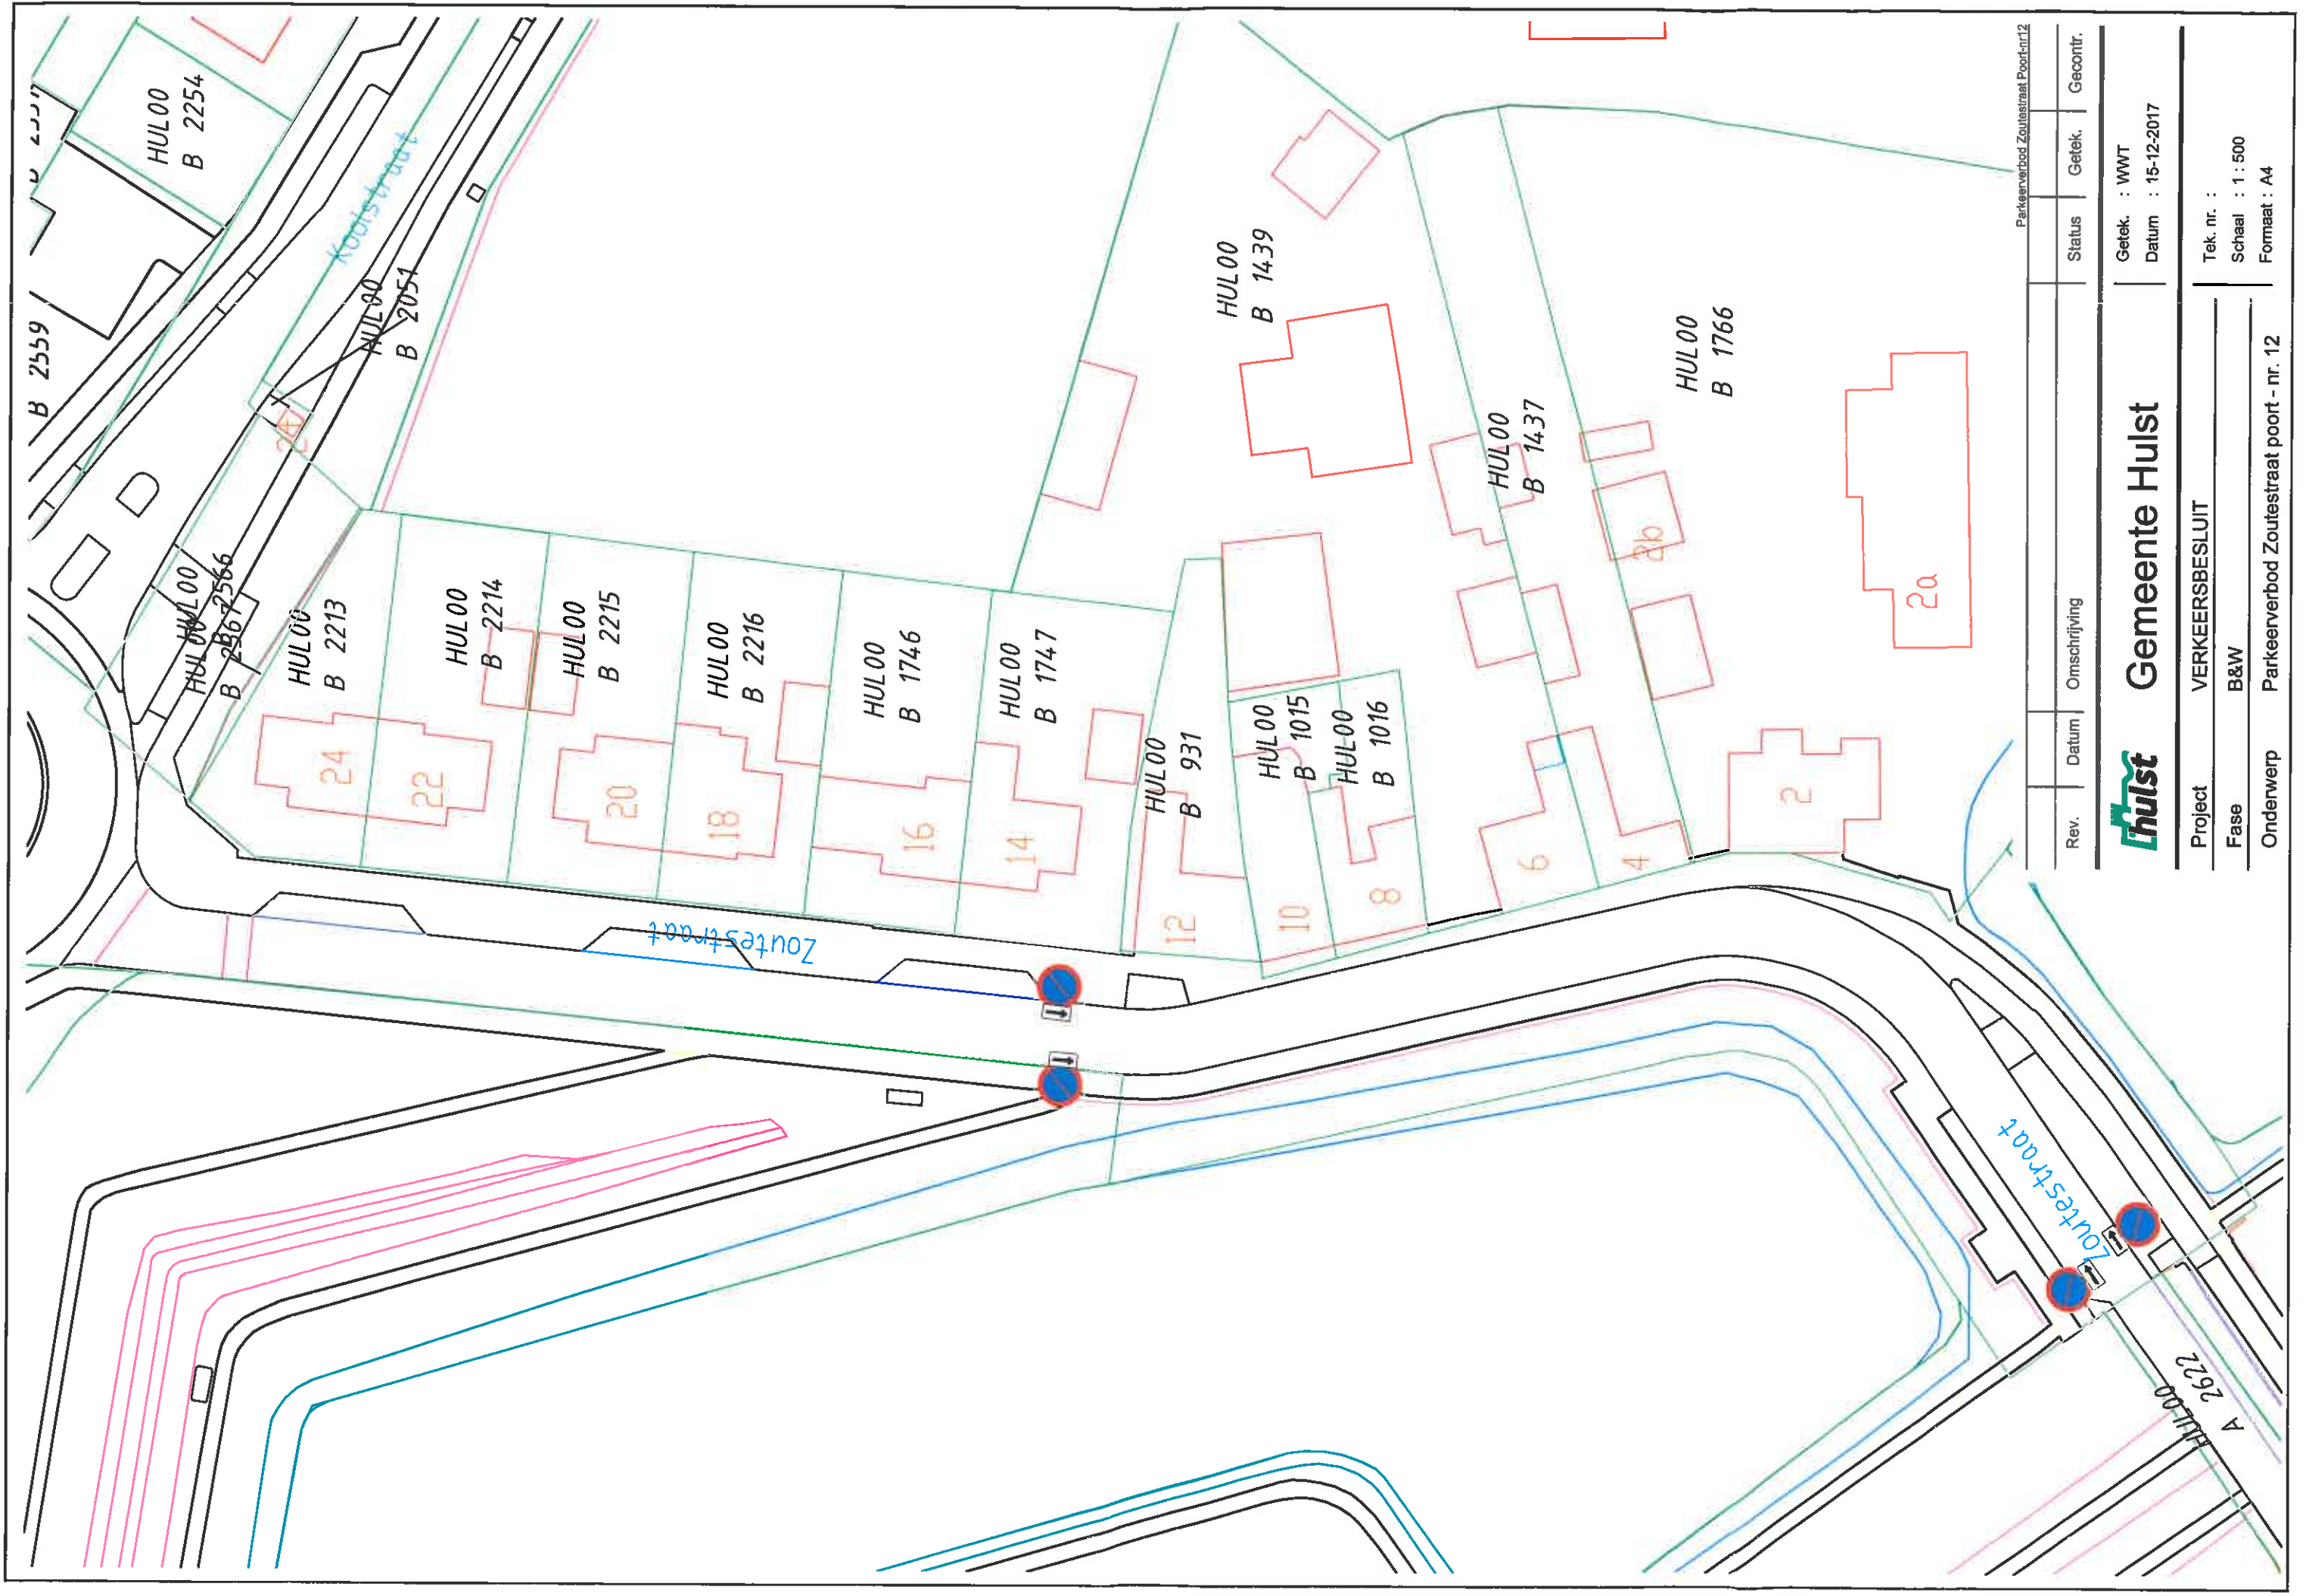 B 2559
HUL00
B 2254
Koolstraat
HUL00
B 2051
24
HUL00
B 2566
HUL00
B 2567
HUL00
B 2213
HUL00
B 2214
HUL00
B 2215
HUL00
B 2216
HUL00
B 1746
HUL00
B 1747
HUL00
B 931
HUL00
B 1015
HUL00
B 1016
HUL00
B 1439
HUL00
B 1437
HUL00
B 1766
24
22
20
18
16
14
12
10
8
6
4
2
2b
2a
Zoutestraat
Zoutestraat
HUL00
A 2622
Parkeerverbod Zoutestraat Poort-nr12
Rev. Datum Omschrijving Status Getek. Gecontr.
hulst Gemeente Hulst
Getek. : WWT
Datum : 15-12-2017
Project VERKEERSBESLUIT
Tek. nr. :
Fase B&W
Schaal : 1 : 500
Onderwerp Parkeerverbod Zoutestraat poort - nr. 12
Formaat : A4